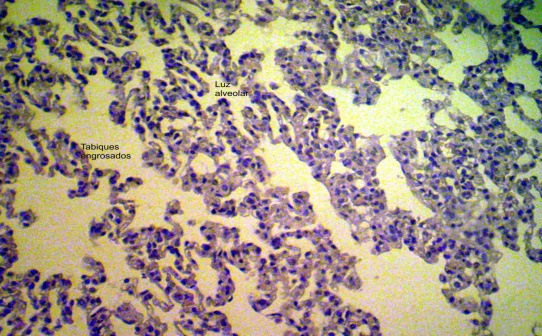 Luz
alveolar
Tabiques
engrosados